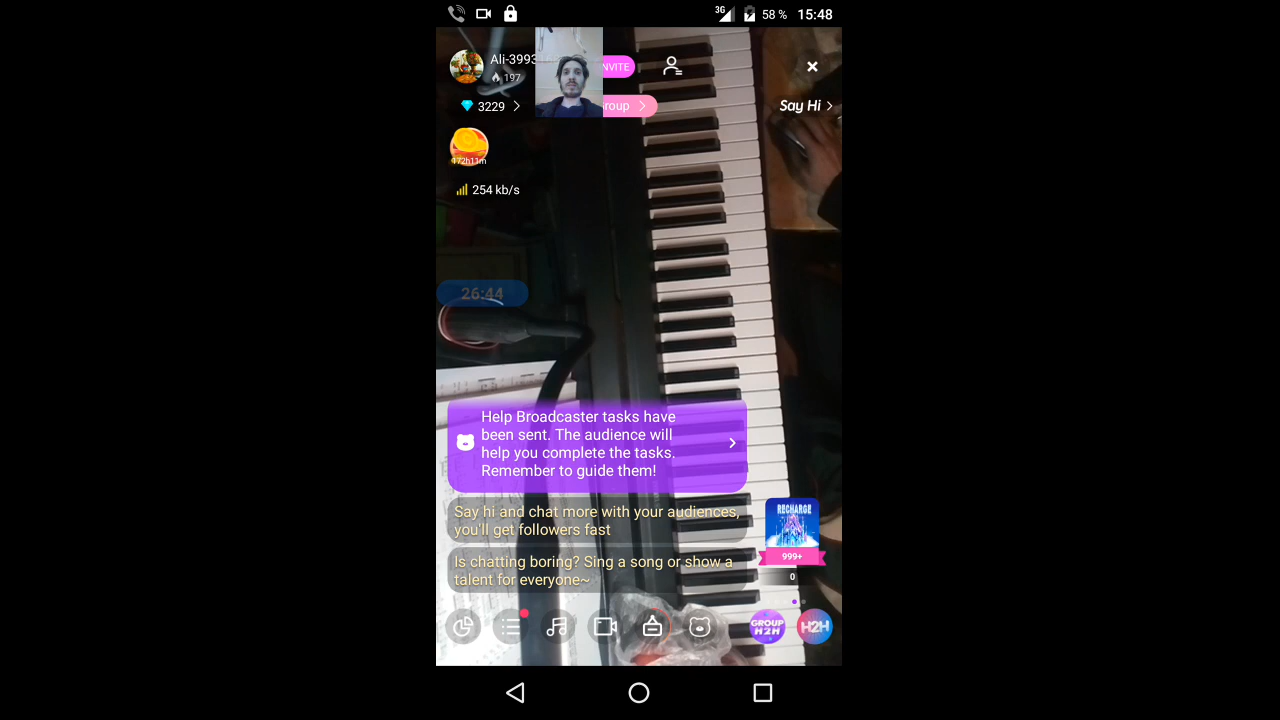 3G 58 % 15:48
Ali-3993
NVITE
197
3229
roup
Say Hi
172h11m
254 kb/s
26:44
Help Broadcaster tasks have
been sent. The audience will
help you complete the tasks.
Remember to guide them!
Say hi and chat more with your audiences,
you'll get followers fast
Is chatting boring? Sing a song or show a
talent for everyone~
RECHARGE
999+
0
GROUP
H2H
H2H